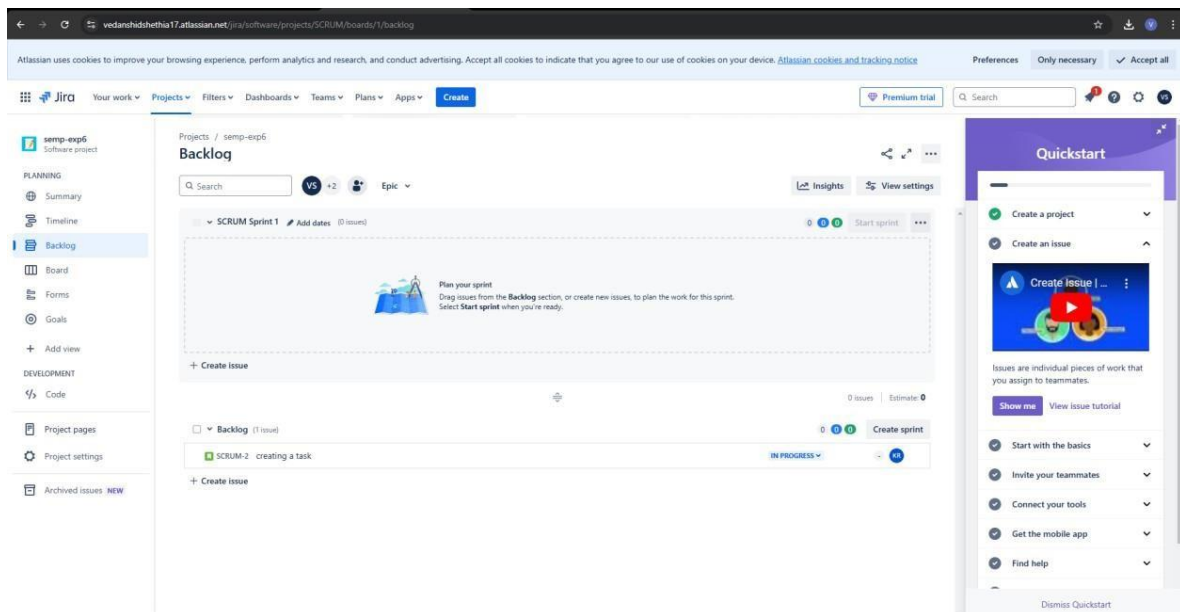 vedanshidshethia17.atlassian.net/jira/software/projects/SCRUM/boards/1/backlog
V
Atlassian uses cookies to improve your browsing experience, perform analytics and research, and conduct advertising. Accept all cookies to indicate that you agree to our use of cookies on your device. Atlassian cookies and tracking notice
Preferences Only necessary Accept all
Jira Your work Projects Filters Dashboards Teams Plans Apps Create Premium trial Search VS
semp-exp6
Software project
PLANNING
Summary
Timeline
Backlog
Board
Forms
Goals
Add view
DEVELOPMENT
Code
Project pages
Project settings
Archived issues NEW
Projects / semp-exp6
Backlog
Search VS +2 Epic Insights View settings
SCRUM Sprint 1 Add dates (0 issues) 0 0 0 Start sprint
Plan your sprint
Drag issues from the Backlog section, or create new issues, to plan the work for this sprint.
Select Start sprint when you're ready.
+ Create issue
0 issues Estimate: 0
Backlog (1 issue) 0 0 0 Create sprint
SCRUM-2 creating a task IN PROGRESS - KR
+ Create issue
Quickstart
Create a project
Create an issue
Create Issue | ...
Issues are individual pieces of work that
you assign to teammates.
Show me View issue tutorial
Start with the basics
Invite your teammates
Connect your tools
Get the mobile app
Find help
Dismiss Quickstart